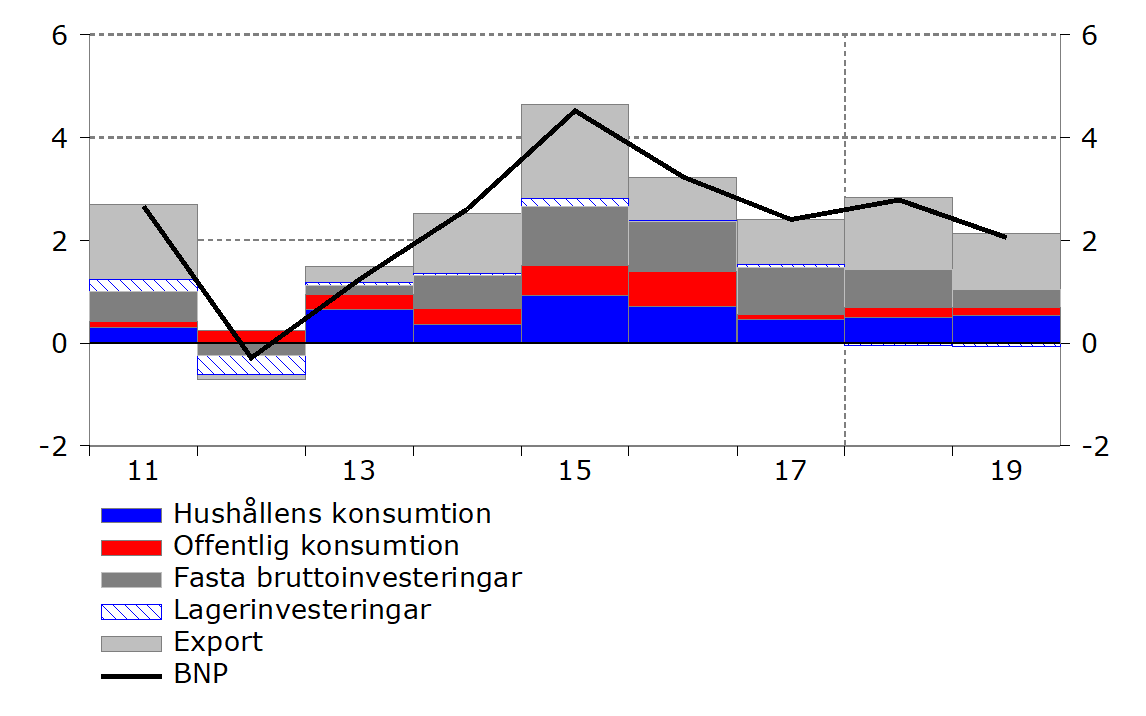 6 6
4 4
2 2
0 0
-2 -2
11 13 15 17 19
Hushållens konsumtion
Offentlig konsumtion
Fasta bruttoinvesteringar
Lagerinvesteringar
Export
BNP